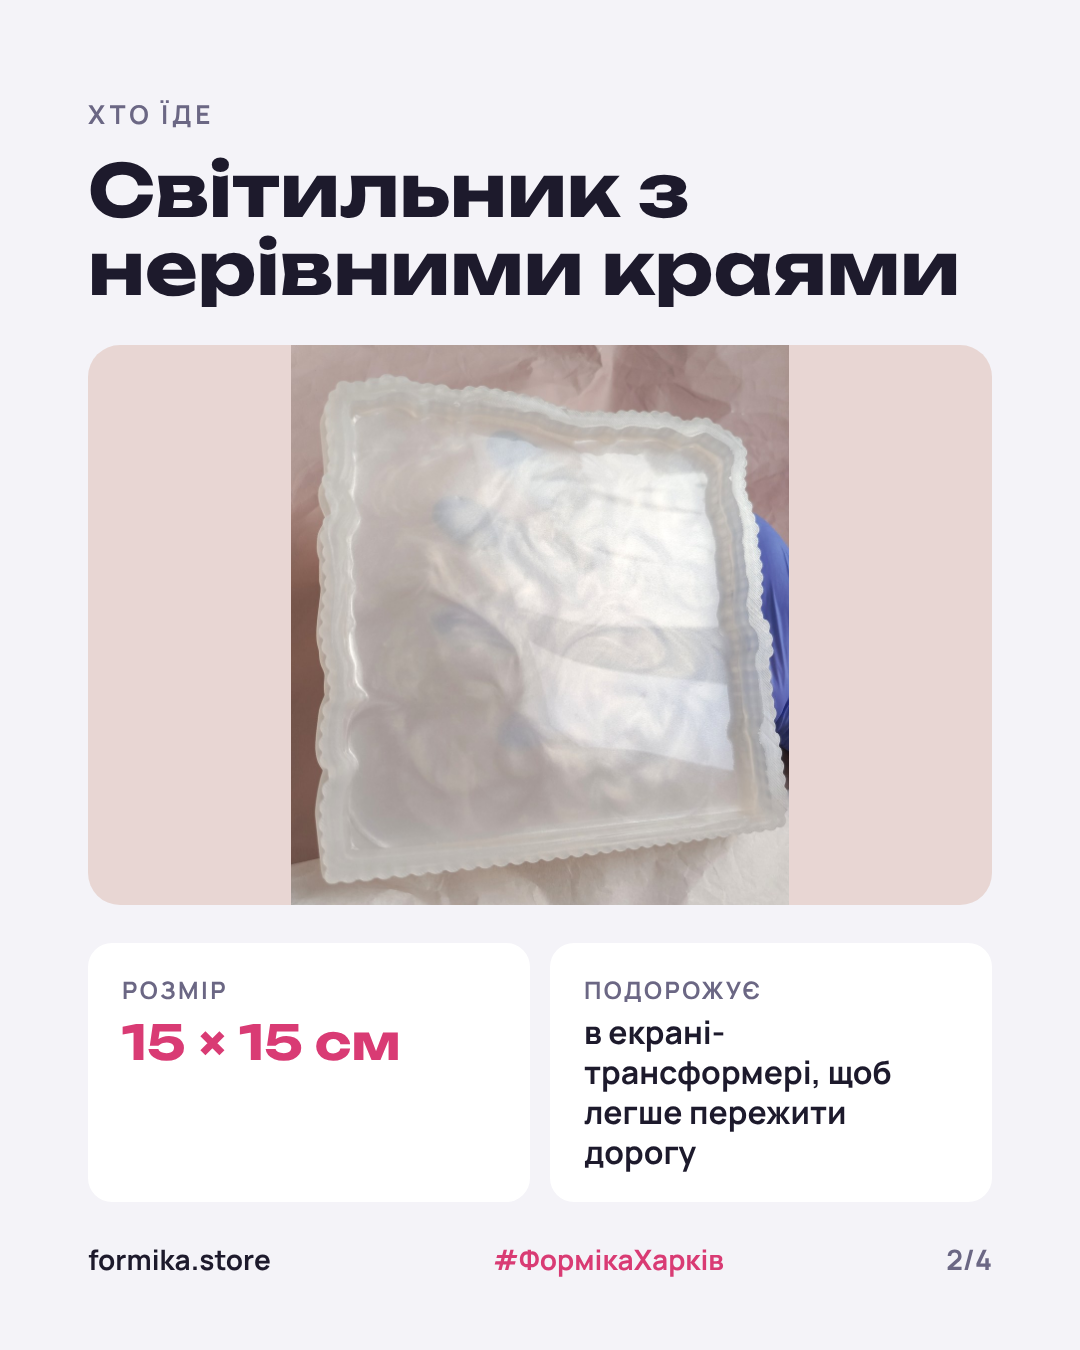 ХТО ЇДЕ
Світильник з
нерівними краями
РОЗМІР
15 × 15 см
ПОДОРОЖУЄ
в екрані-
трансформері, щоб
легше пережити
дорогу
formika.store
#ФормікаХарків
2/4